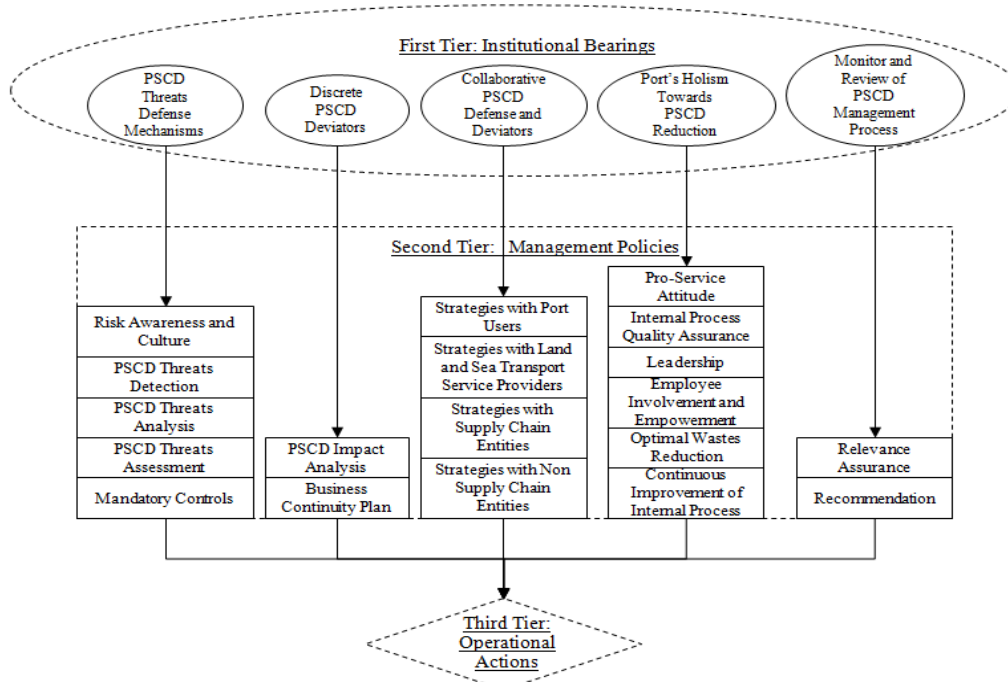 First Tier: Institutional Bearings
PSCD
Threats
Defense
Mechanisms
Discrete
PSCD
Deviators
Collaborative
PSCD
Defense and
Deviators
Port's Holism
Towards
PSCD
Reduction
Monitor and
Review of
PSCD
Management
Process
Second Tier: Management Policies
Risk Awareness and
Culture
PSCD Threats
Detection
PSCD Threats
Analysis
PSCD Threats
Assessment
Mandatory Controls
PSCD Impact
Analysis
Business
Continuity Plan
Strategies with Port
Users
Strategies with Land
and Sea Transport
Service Providers
Strategies with
Supply Chain
Entities
Strategies with Non
Supply Chain
Entities
Pro-Service
Attitude
Internal Process
Quality Assurance
Leadership
Employee
Involvement and
Empowerment
Optimal Wastes
Reduction
Continuous
Improvement of
Internal Process
Relevance
Assurance
Recommendation
Third Tier:
Operational
Actions